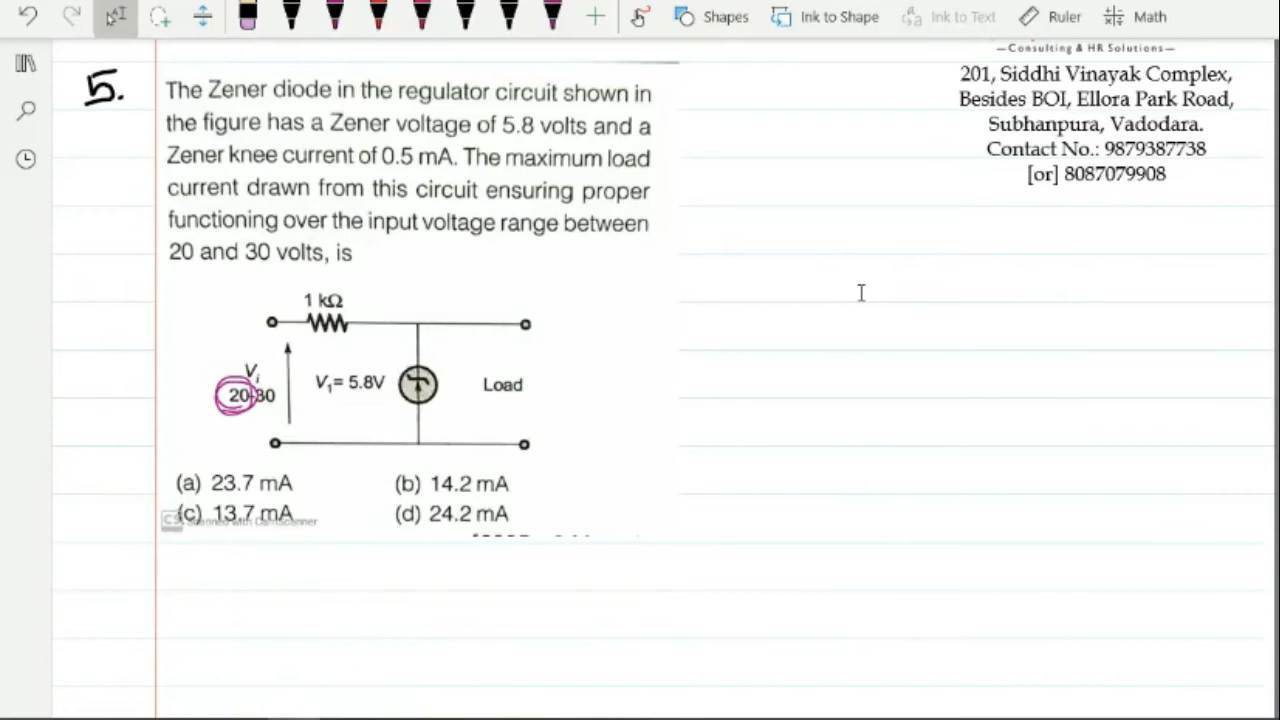 Shapes
Ink to Shape
Ink to Text
Ruler
Math
—Consulting & HR Solutions—
201, Siddhi Vinayak Complex,
Besides BOI, Ellora Park Road,
Subhanpura, Vadodara.
Contact No.: 9879387738
[or] 8087079908
5.
The Zener diode in the regulator circuit shown in
the figure has a Zener voltage of 5.8 volts and a
Zener knee current of 0.5 mA. The maximum load
current drawn from this circuit ensuring proper
functioning over the input voltage range between
20 and 30 volts, is
1 kΩ
Vi
20-30
V1= 5.8V
Load
(a) 23.7 mA (b) 14.2 mA
(c) 13.7 mA (d) 24.2 mA
CS Scanned with CamScanner